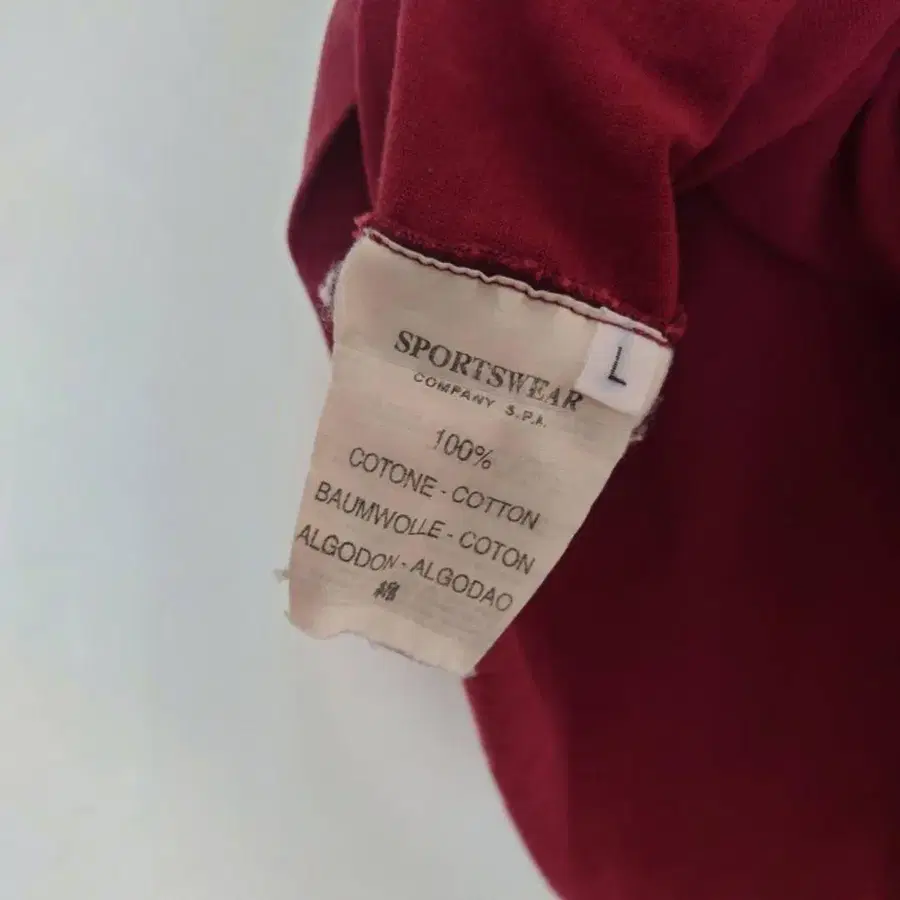 SPORTSWEAR
COMPANY S.P.A.
L
100%
COTONE - COTTON
BAUMWOLLE - COTON
ALGODON - ALGODAO
綿